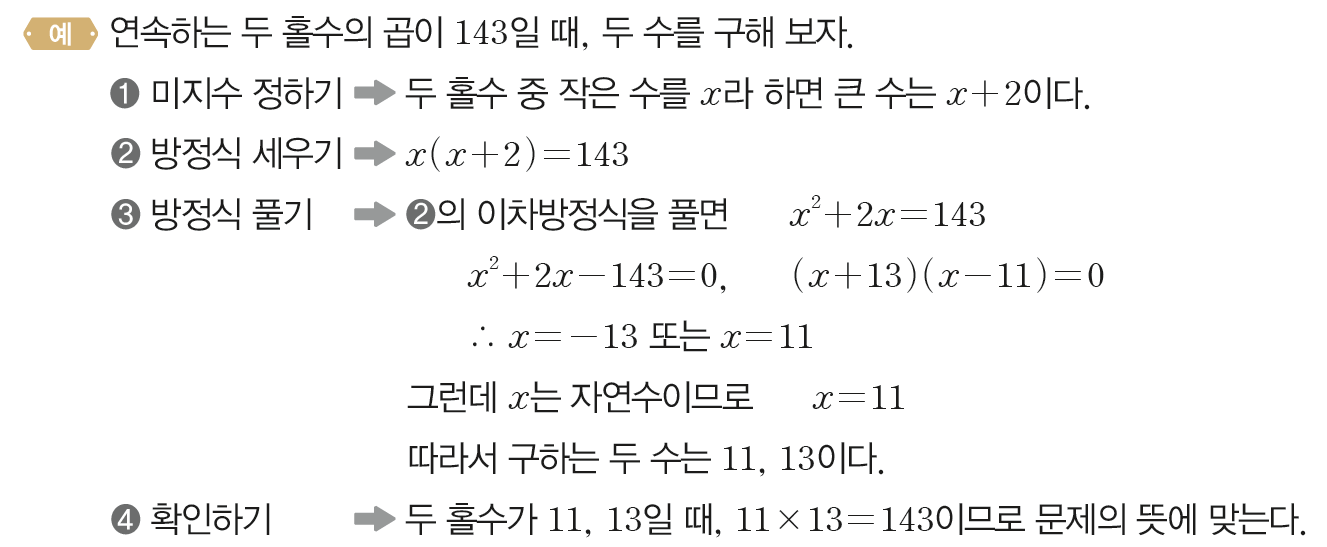 예 연속하는 두 홀수의 곱이 143일 때, 두 수를 구해 보자.
❶ 미지수 정하기 ➡ 두 홀수 중 작은 수를 x라 하면 큰 수는 x+2이다.
❷ 방정식 세우기 ➡ x(x+2)=143
❸ 방정식 풀기 ➡ ❷의 이차방정식을 풀면 x²+2x=143
x²+2x-143=0, (x+13)(x-11)=0
∴ x=-13 또는 x=11
그런데 x는 자연수이므로 x=11
따라서 구하는 두 수는 11, 13이다.
❹ 확인하기 ➡ 두 홀수가 11, 13일 때, 11×13=143이므로 문제의 뜻에 맞는다.